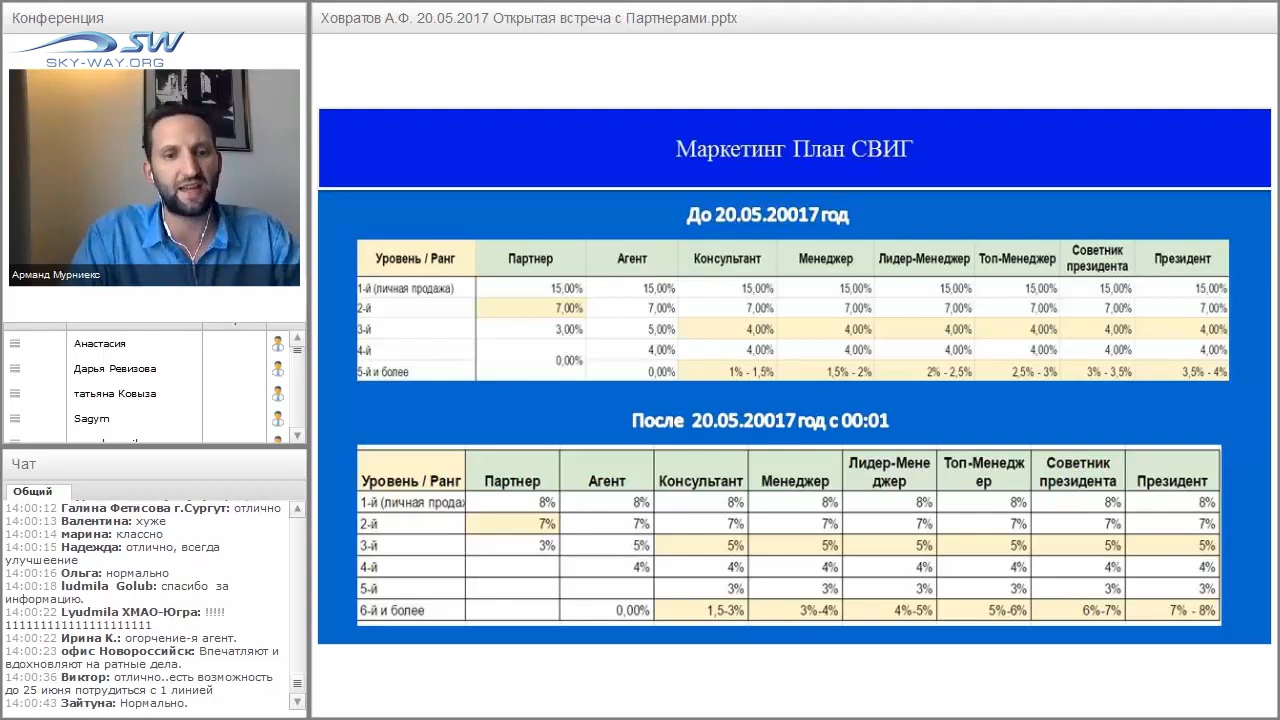 Конференция
SW
SKY-WAY.ORG
Арманд Мурниекс
Анастасия
Дарья Ревизова
татьяна Ковыза
Sagym
Чат
Общий
14:00:12 Галина Фетисова г.Сургут: отлично
14:00:13 Валентина: хуже
14:00:14 марина: классно
14:00:15 Надежда: отлично, всегда
улучшеение
14:00:16 Ольга: нормально
14:00:18 ludmila Golub: спасибо за
информацию.
14:00:22 Lyudmila ХМАО-Югра: !!!!!
111111111111111111111
14:00:22 Ирина К.: огорчение-я агент.
14:00:23 офис Новороссийск: Впечатляют и
вдохновляют на ратные дела.
14:00:36 Виктор: отлично..есть возможность
до 25 июня потрудиться с 1 линией
14:00:43 Зайтуна: Нормально.
Ховратов А.Ф. 20.05.2017 Открытая встреча с Партнерами.pptx
Маркетинг План СВИГ
До 20.05.20017 год
Уровень / Ранг Партнер Агент Консультант Менеджер Лидер-Менеджер Топ-Менеджер Советник президента Президент
1-й (личная продажа) 15,00% 15,00% 15,00% 15,00% 15,00% 15,00% 15,00% 15,00%
2-й 7,00% 7,00% 7,00% 7,00% 7,00% 7,00% 7,00% 7,00%
3-й 3,00% 5,00% 4,00% 4,00% 4,00% 4,00% 4,00% 4,00%
4-й 0,00% 4,00% 4,00% 4,00% 4,00% 4,00% 4,00% 4,00%
5-й и более 0,00% 1% - 1,5% 1,5% - 2% 2% - 2,5% 2,5% - 3% 3% - 3,5% 3,5% - 4%
После 20.05.20017 год с 00:01
Уровень / Ранг Партнер Агент Консультант Менеджер Лидер-Мене джер Топ-Менедж ер Советник президента Президент
1-й (личная прода 8% 8% 8% 8% 8% 8% 8% 8%
2-й 7% 7% 7% 7% 7% 7% 7% 7%
3-й 3% 5% 5% 5% 5% 5% 5% 5%
4-й 4% 4% 4% 4% 4% 4% 4%
5-й 3% 3% 3% 3% 3% 3%
6-й и более 0,00% 1,5-3% 3%-4% 4%-5% 5%-6% 6%-7% 7% - 8%